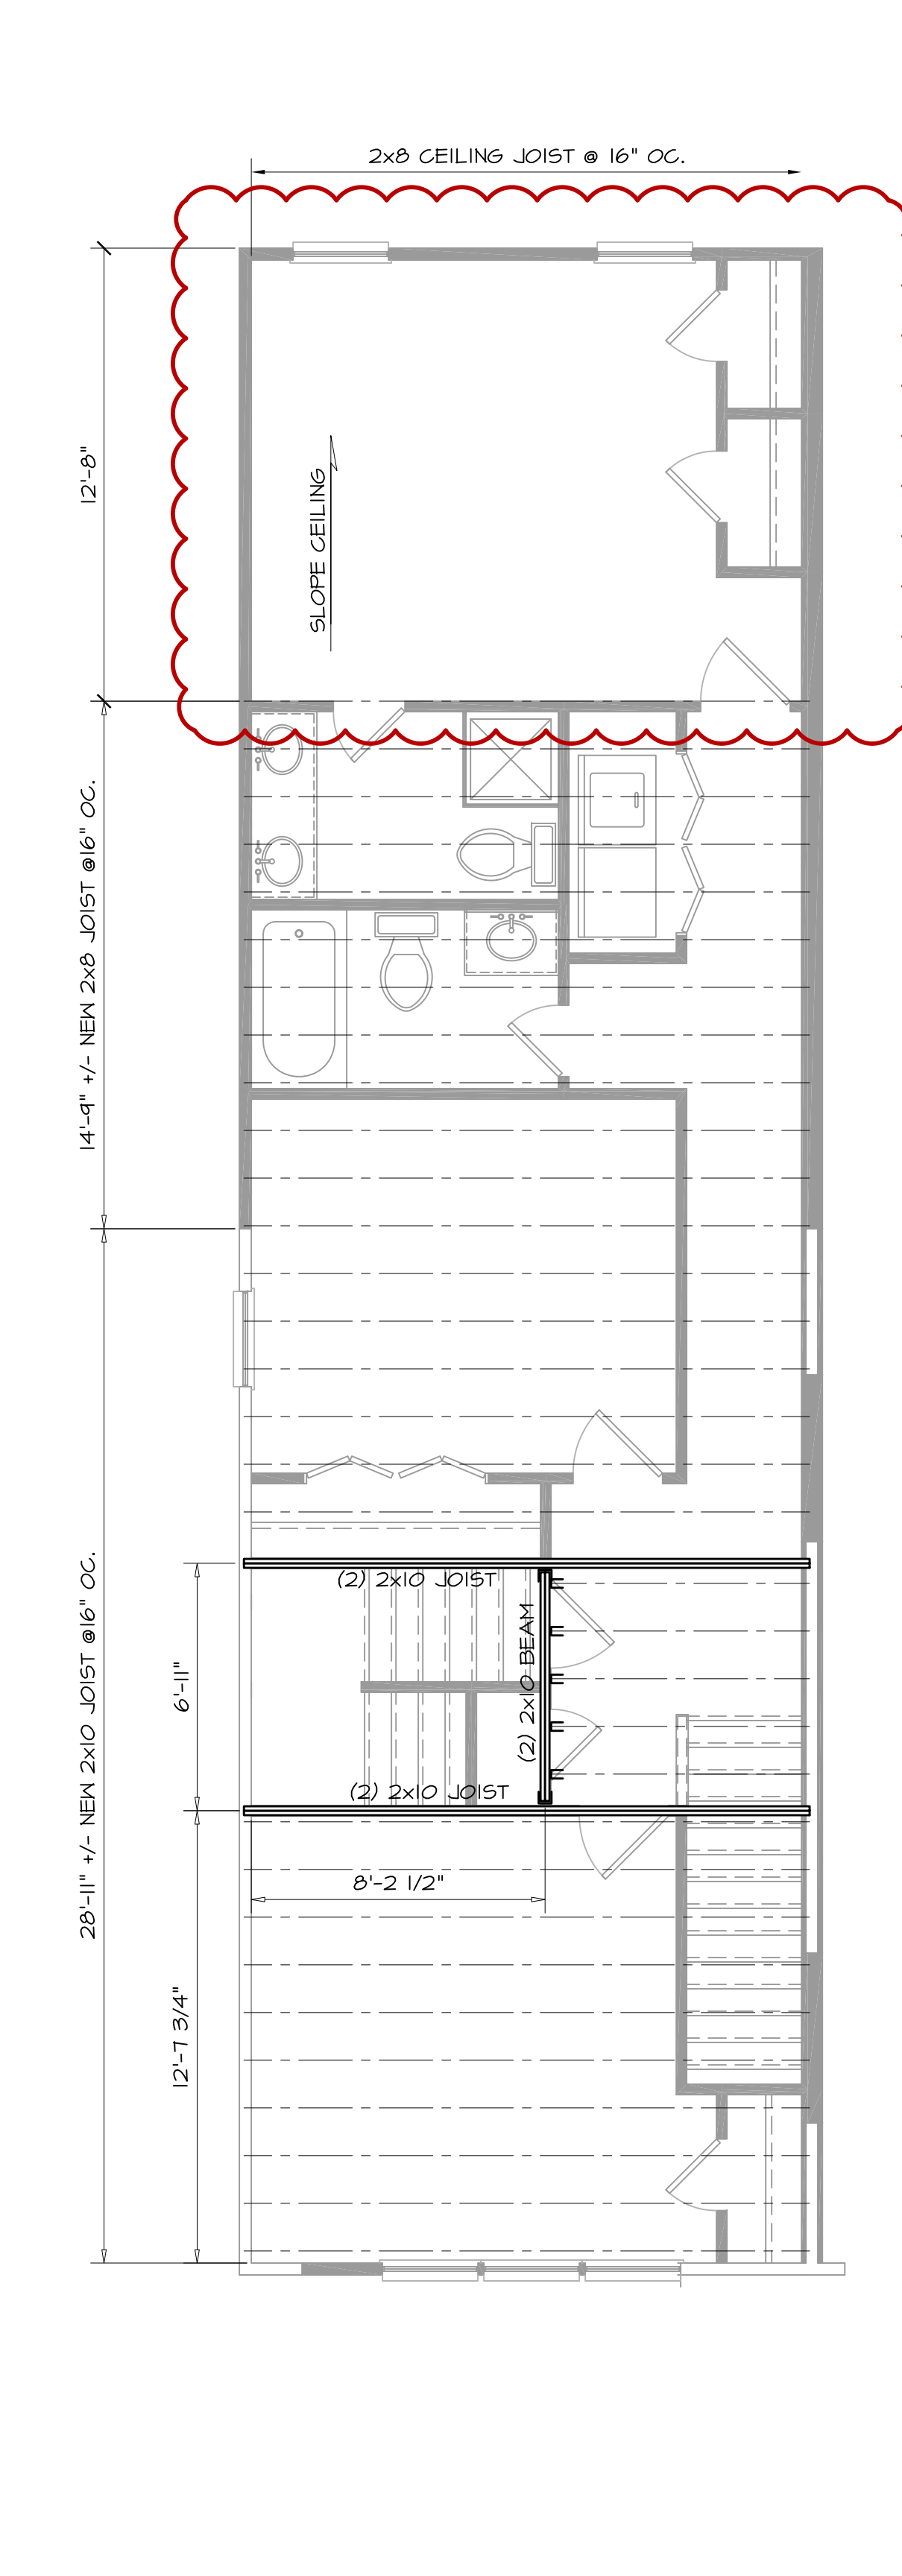 2x8 CEILING JOIST @ 16" OC.
12'-8"
SLOPE CEILING
14'-9" +/- NEW 2x8 JOIST @16" OC.
(2) 2x10 JOIST
(2) 2x10 BEAM
6'-11"
28'-11" +/- NEW 2x10 JOIST @16" OC.
(2) 2x10 JOIST
8'-2 1/2"
12'-7 3/4"